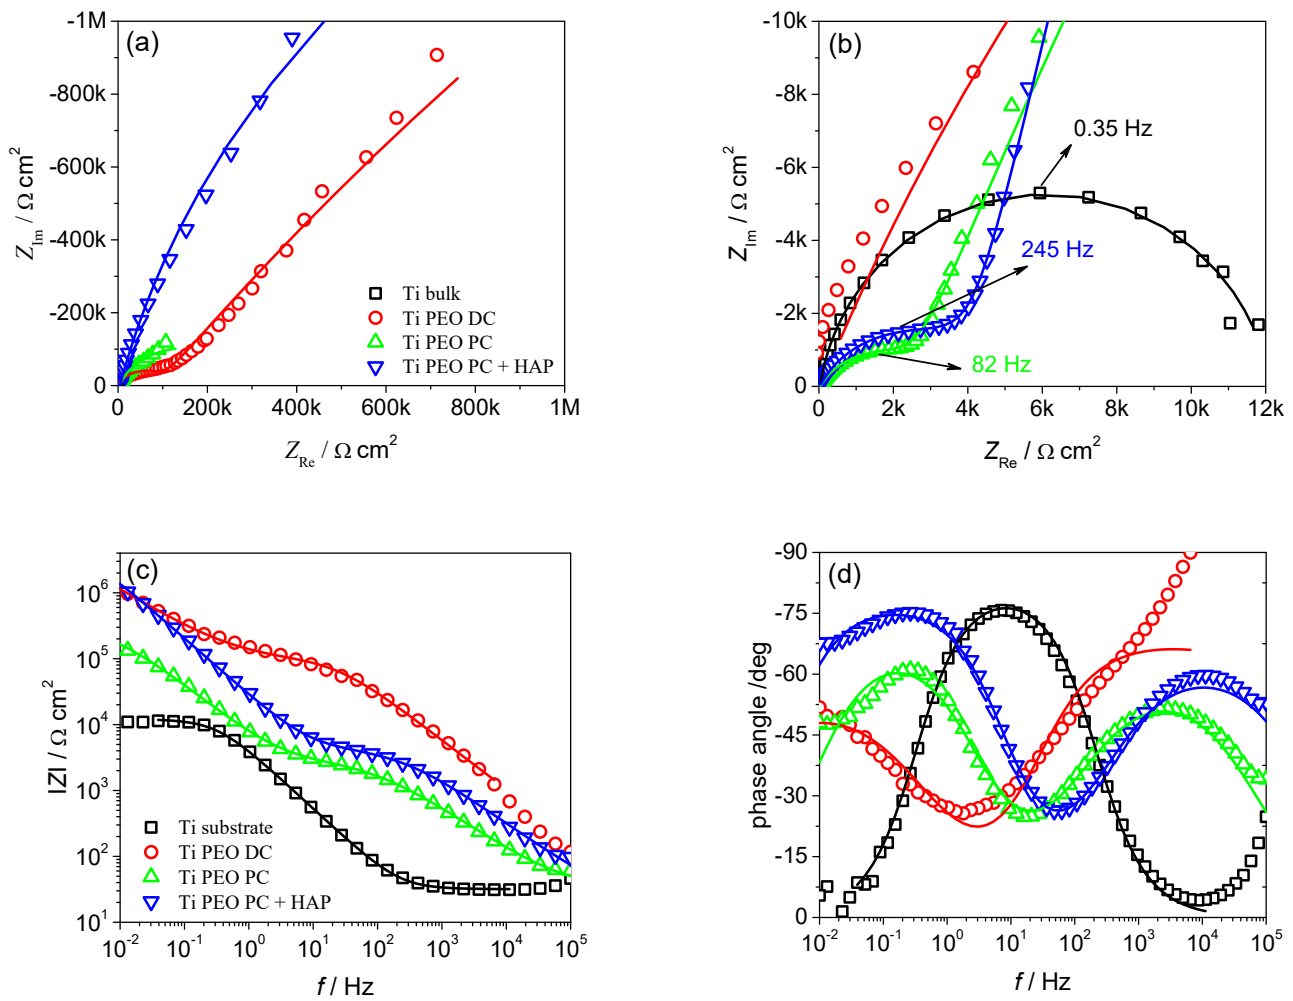 (a)
-1M
-800k
-600k
-400k
-200k
0
0 200k 400k 600k 800k 1M
Z_Im / Ω cm²
Z_Re / Ω cm²
Ti bulk
Ti PEO DC
Ti PEO PC
Ti PEO PC + HAP
(b)
-10k
-8k
-6k
-4k
-2k
0
0 2k 4k 6k 8k 10k 12k
Z_Im / Ω cm²
Z_Re / Ω cm²
0.35 Hz
245 Hz
82 Hz
(c)
10⁶
10⁵
10⁴
10³
10²
10¹
10⁻² 10⁻¹ 10⁰ 10¹ 10² 10³ 10⁴ 10⁵
IZI / Ω cm²
f / Hz
Ti substrate
Ti PEO DC
Ti PEO PC
Ti PEO PC + HAP
(d)
-90
-75
-60
-45
-30
-15
0
10⁻² 10⁻¹ 10⁰ 10¹ 10² 10³ 10⁴ 10⁵
phase angle /deg
f / Hz